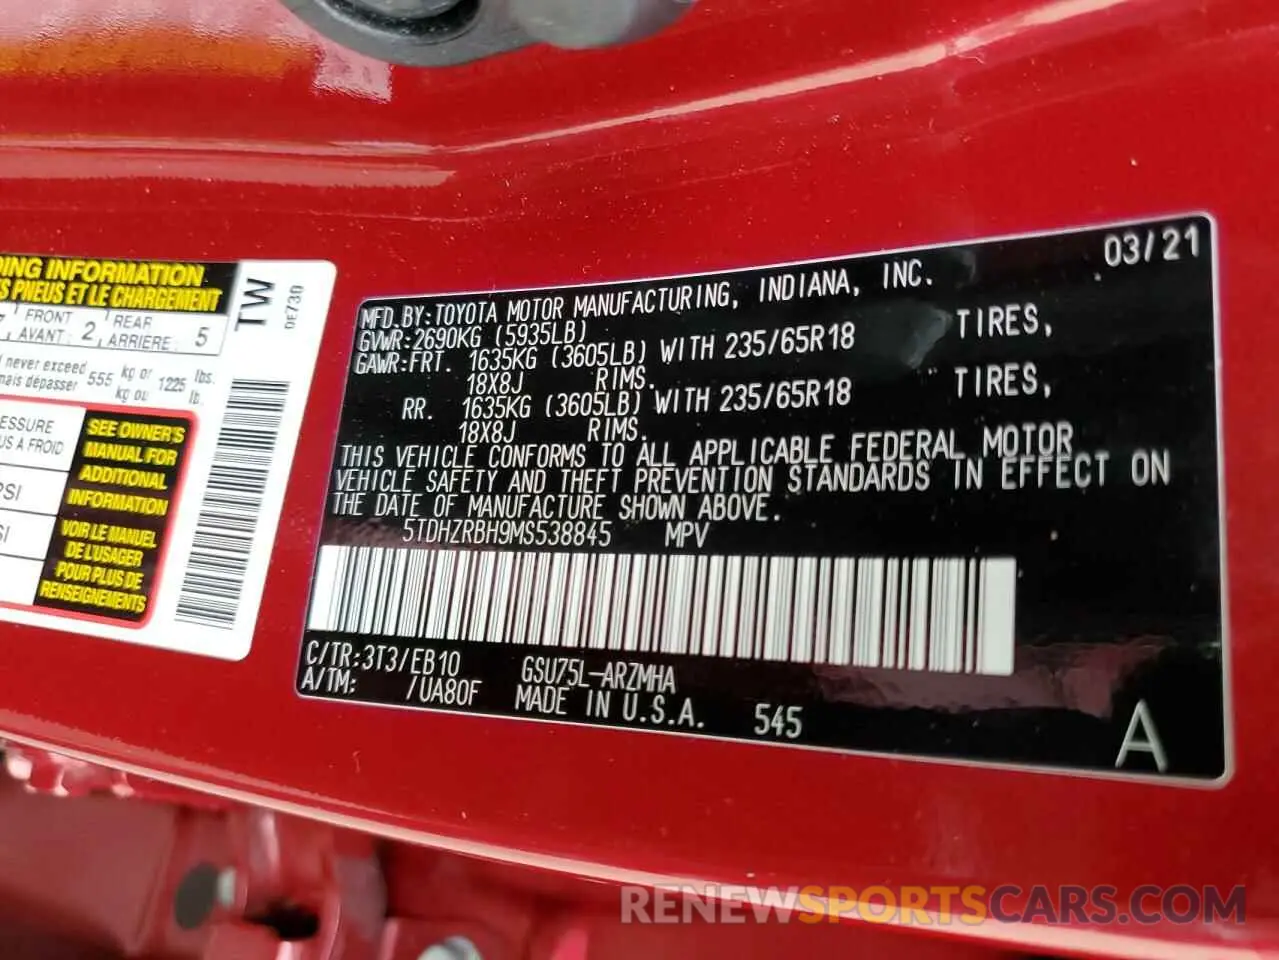 DING INFORMATION
S PNEUS ET LE CHARGEMENT
FRONT
AVANT: 2
REAR
ARRIERE: 5
never exceed
mais dépasser 555 kg or
kg ou 1225 lbs.
lb.
ESSURE
US A FROID
PSI
SI
SEE OWNER'S
MANUAL FOR
ADDITIONAL
INFORMATION
VOIR LE MANUEL
DE L'USAGER
POUR PLUS DE
RENSEIGNEMENTS
TW
0E730
03/21
MFD.BY:TOYOTA MOTOR MANUFACTURING, INDIANA, INC.
GVWR:2690KG (5935LB)
GAWR:FRT. 1635KG (3605LB) WITH 235/65R18 TIRES,
18X8J RIMS.
RR. 1635KG (3605LB) WITH 235/65R18 TIRES,
18X8J RIMS.
THIS VEHICLE CONFORMS TO ALL APPLICABLE FEDERAL MOTOR
VEHICLE SAFETY AND THEFT PREVENTION STANDARDS IN EFFECT ON
THE DATE OF MANUFACTURE SHOWN ABOVE.
5TDHZRBH9MS538845 MPV
C/TR:3T3/EB10 GSU75L-ARZMHA
A/TM: /UA80F MADE IN U.S.A. 545
A
RENEWSPORTSCARS.COM